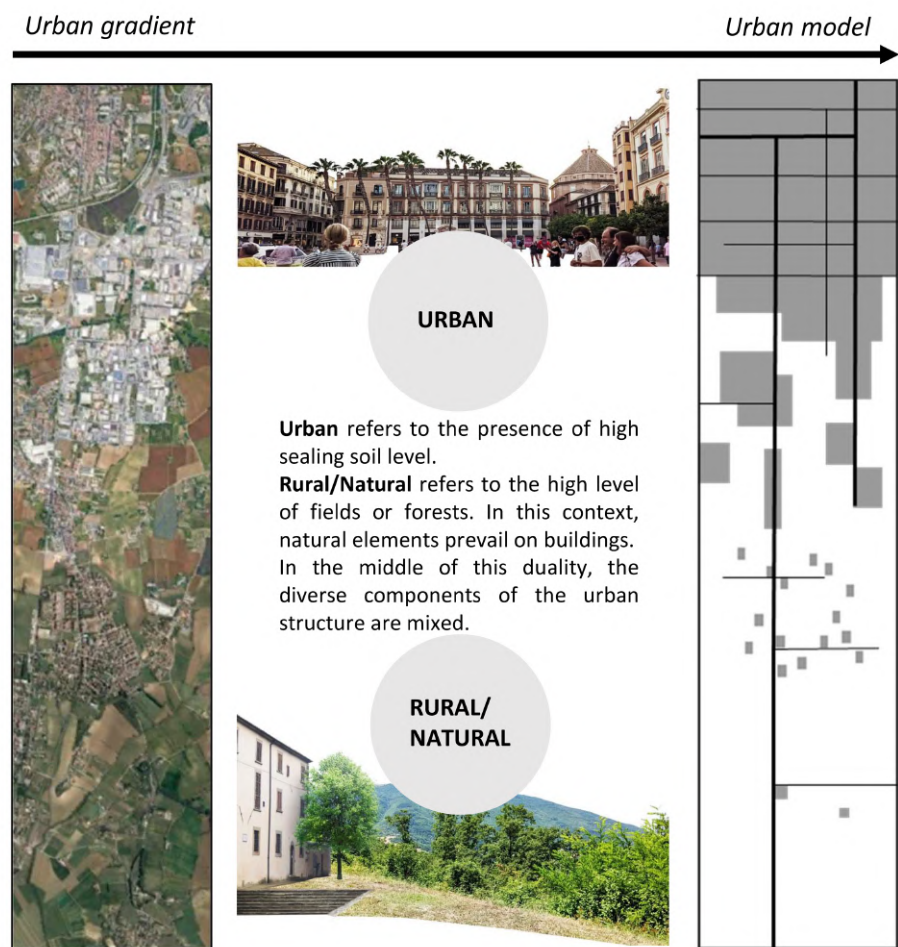 Urban gradient
Urban model
URBAN
Urban refers to the presence of high
sealing soil level.
Rural/Natural refers to the high level
of fields or forests. In this context,
natural elements prevail on buildings.
In the middle of this duality, the
diverse components of the urban
structure are mixed.
RURAL/
NATURAL